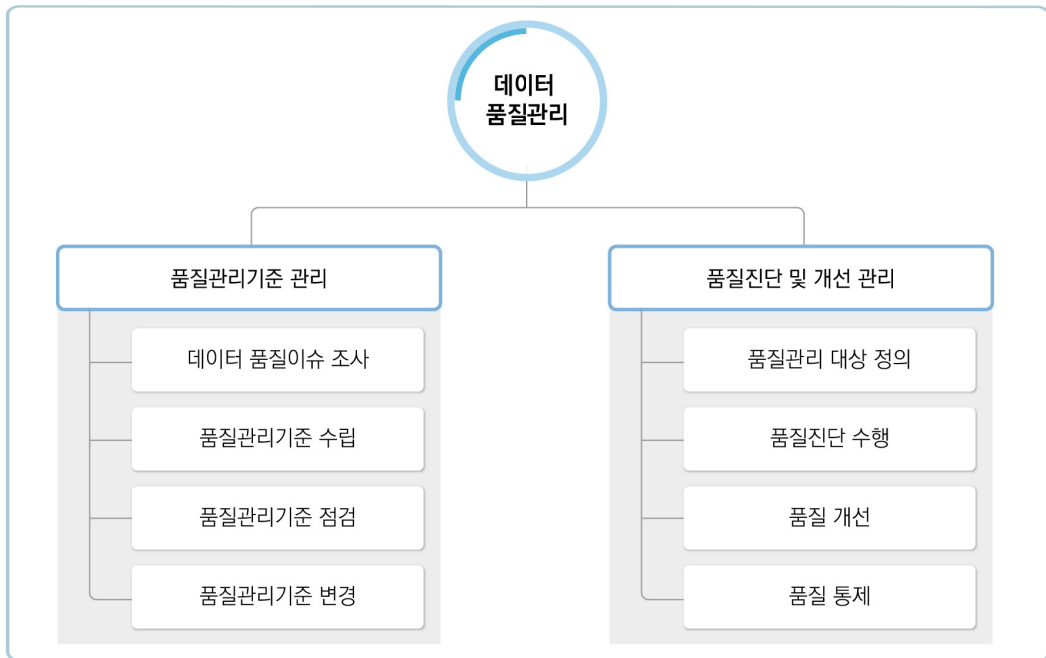 데이터
품질관리
품질관리기준 관리
데이터 품질이슈 조사
품질관리기준 수립
품질관리기준 점검
품질관리기준 변경
품질진단 및 개선 관리
품질관리 대상 정의
품질진단 수행
품질 개선
품질 통제